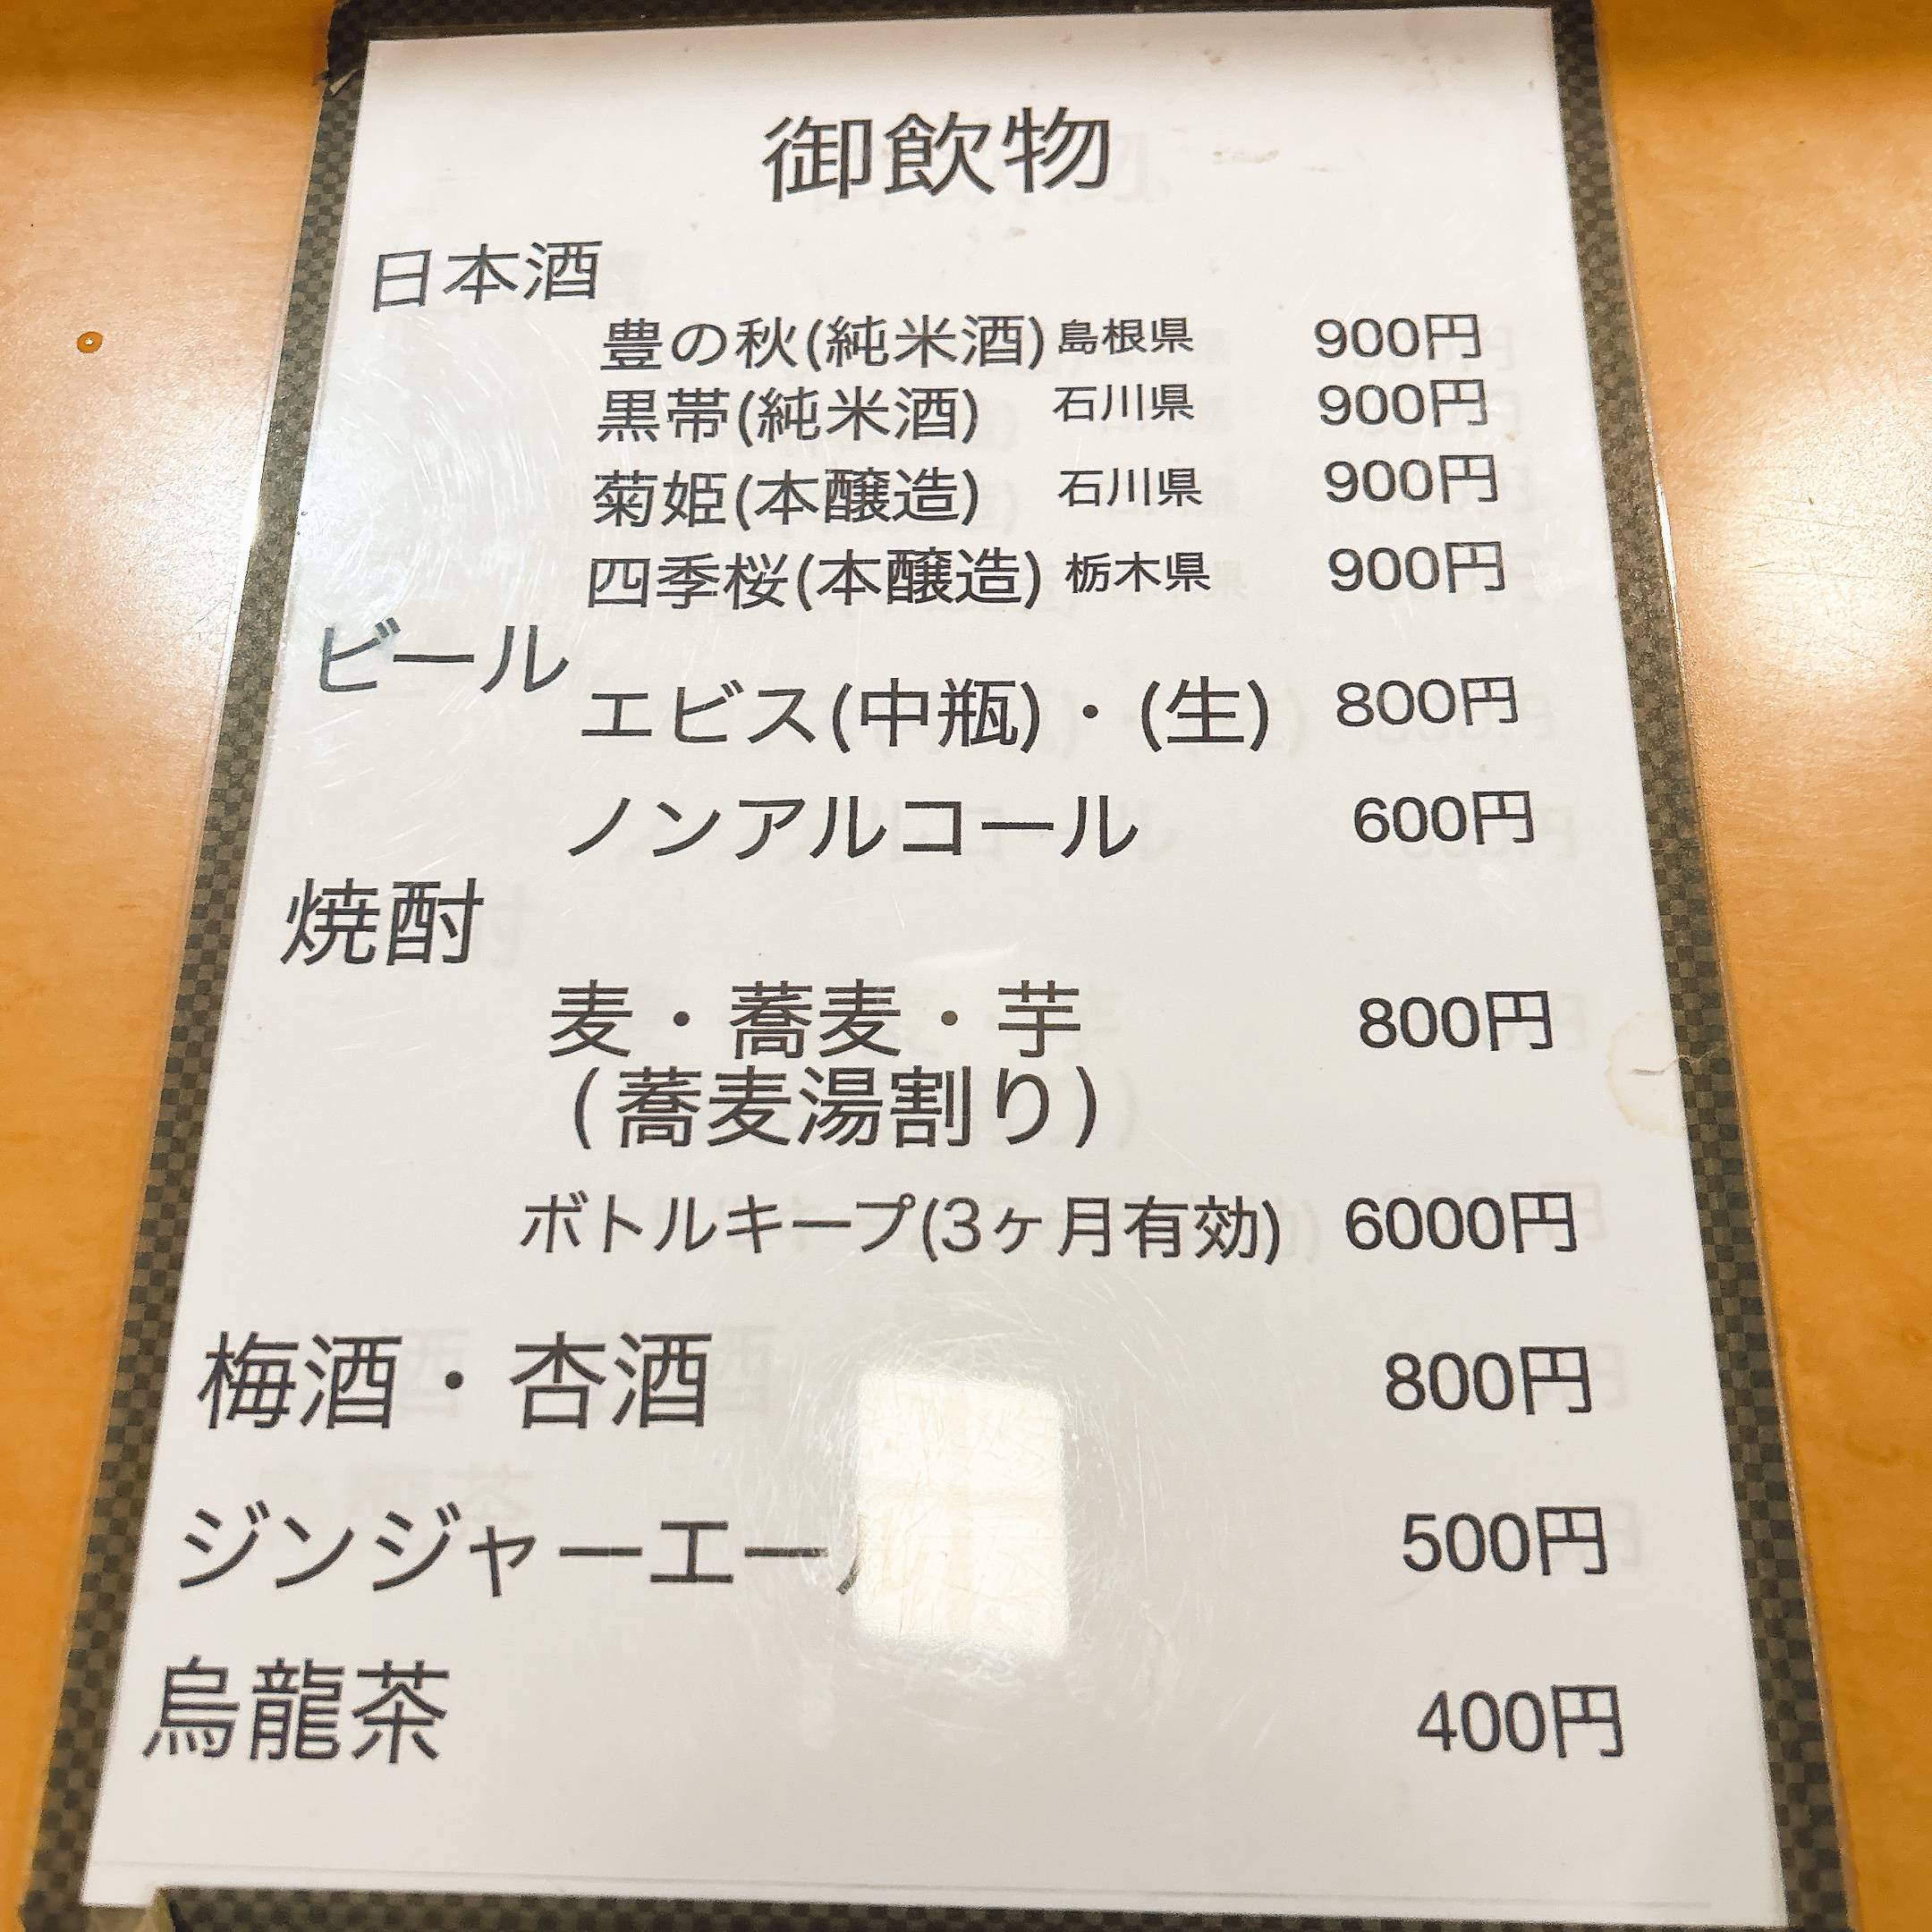 御飲物
日本酒
豊の秋(純米酒) 島根県 900円
黒帯(純米酒) 石川県 900円
菊姫(本醸造) 石川県 900円
四季桜(本醸造) 栃木県 900円
ビール
エビス(中瓶)・(生) 800円
ノンアルコール 600円
焼酎
麦・蕎麦・芋 800円
(蕎麦湯割り)
ボトルキープ(3ヶ月有効) 6000円
梅酒・杏酒 800円
ジンジャーエール 500円
烏龍茶 400円